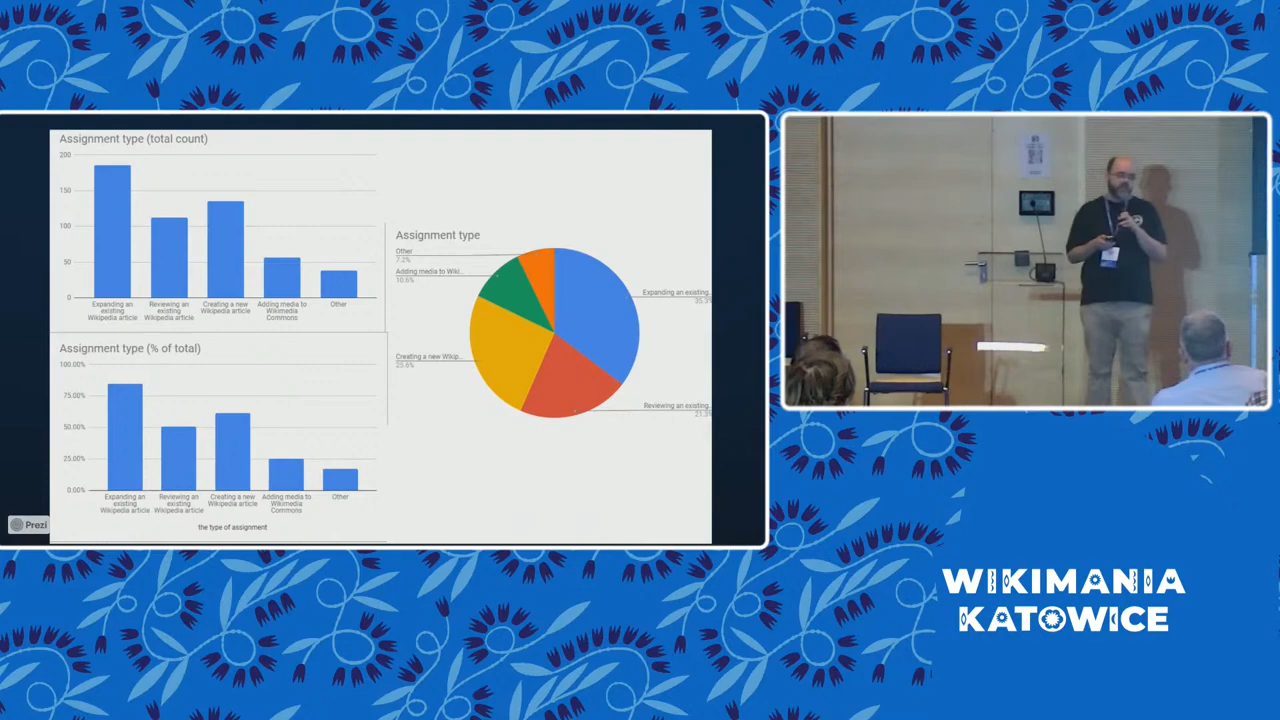 Assignment type (total count)
200
150
100
50
0
Expanding an
existing
Wikipedia article
Reviewing an
existing
Wikipedia article
Creating a new
Wikipedia article
Adding media to
Wikimedia
Commons
Other
Assignment type (% of total)
100.00%
75.00%
50.00%
25.00%
0.00%
Expanding an
existing
Wikipedia article
Reviewing an
existing
Wikipedia article
Creating a new
Wikipedia article
Adding media to
Wikimedia
Commons
Other
the type of assignment
Assignment type
Other
7.2%
Adding media to Wiki...
10.6%
Creating a new Wikip...
25.6%
Expanding an existing...
35.3%
Reviewing an existing...
21.3%
Prezi
WIKIMANIA
KATOWICE